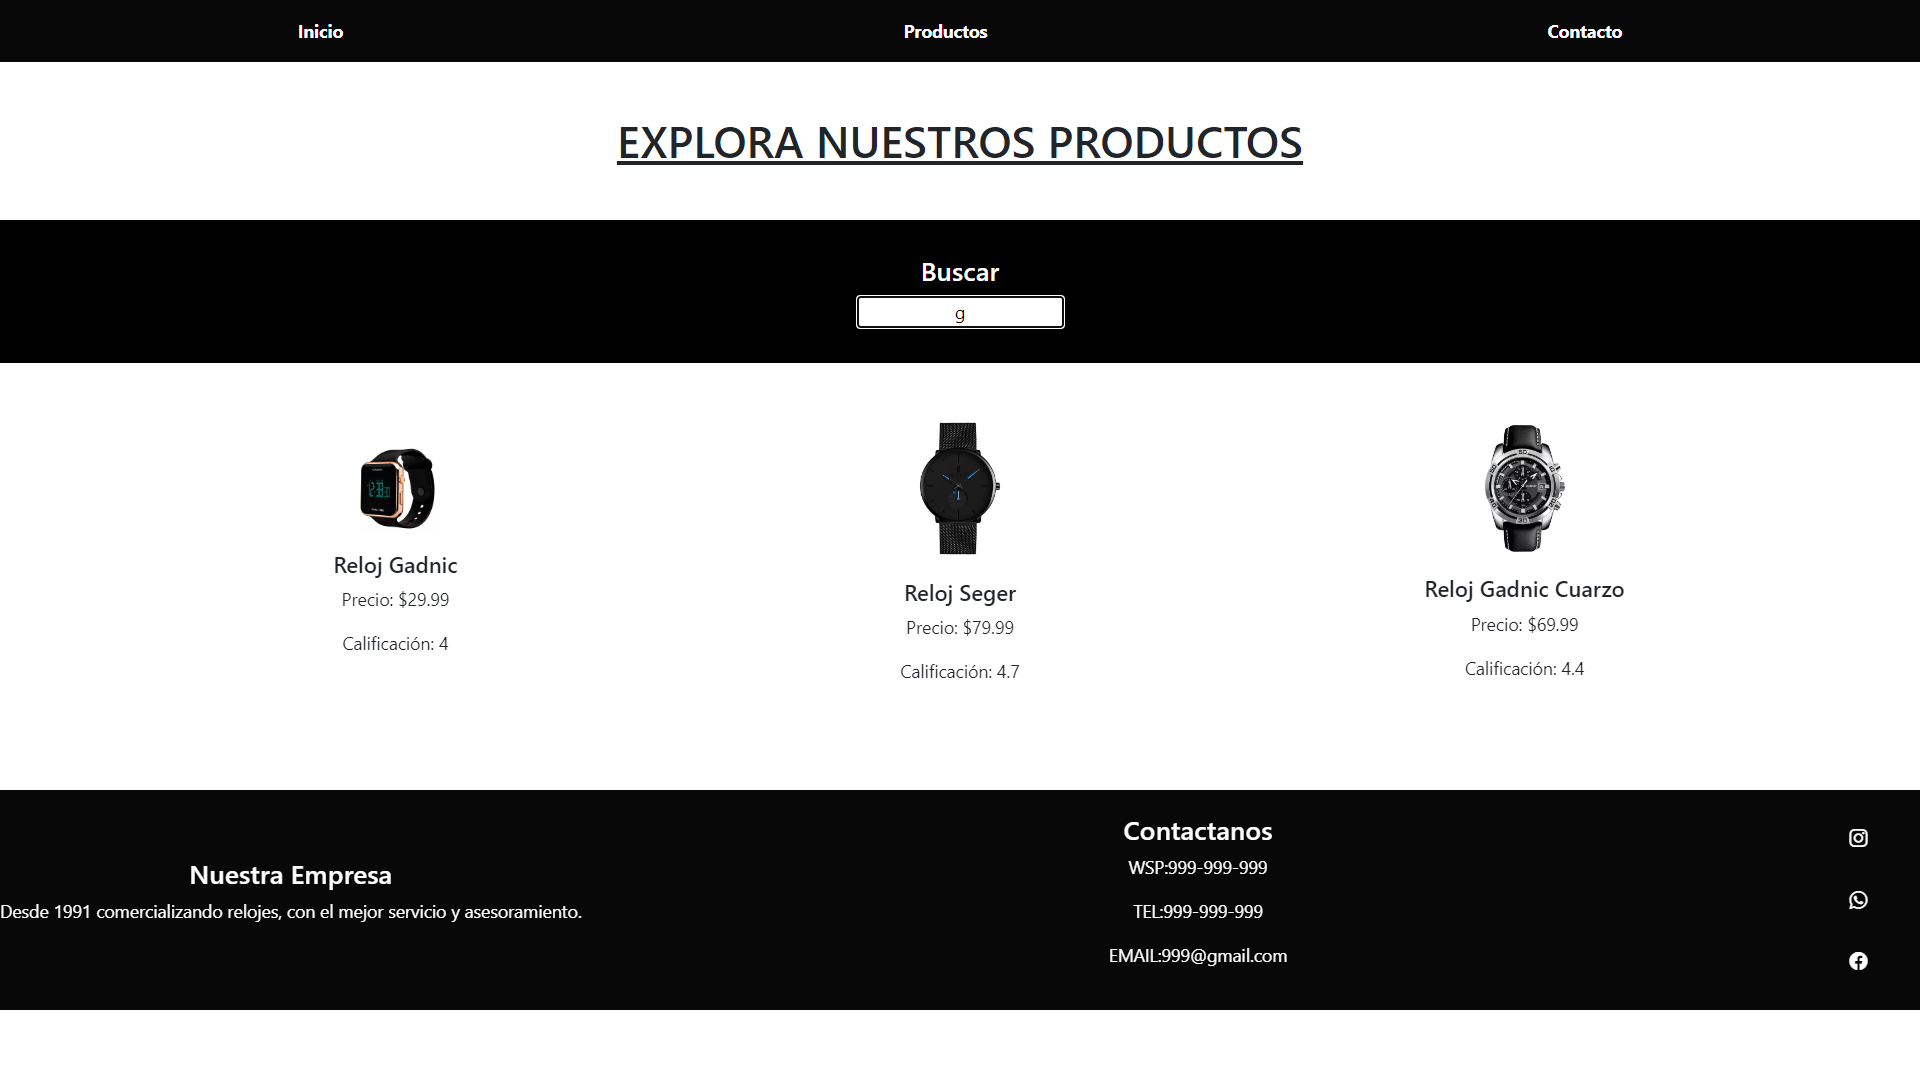 Inicio
Productos
Contacto
EXPLORA NUESTROS PRODUCTOS
Buscar
g
Reloj Gadnic
Precio: $29.99
Calificación: 4
Reloj Seger
Precio: $79.99
Calificación: 4.7
Reloj Gadnic Cuarzo
Precio: $69.99
Calificación: 4.4
Nuestra Empresa
Desde 1991 comercializando relojes, con el mejor servicio y asesoramiento.
Contactanos
WSP:999-999-999
TEL:999-999-999
EMAIL:999@gmail.com